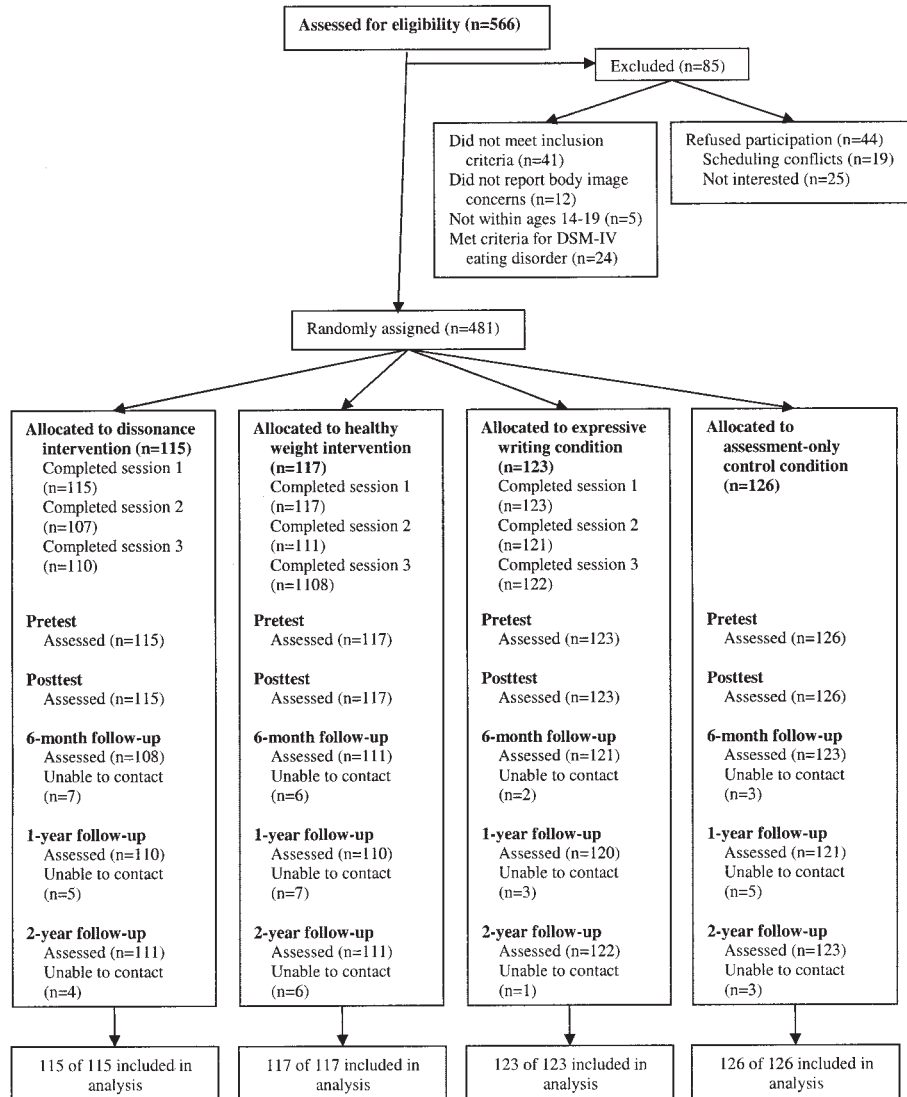 Assessed for eligibility (n=566)
Excluded (n=85)
Did not meet inclusion
criteria (n=41)
Did not report body image
concerns (n=12)
Not within ages 14-19 (n=5)
Met criteria for DSM-IV
eating disorder (n=24)
Refused participation (n=44)
Scheduling conflicts (n=19)
Not interested (n=25)
Randomly assigned (n=481)
Allocated to dissonance
intervention (n=115)
Completed session 1
(n=115)
Completed session 2
(n=107)
Completed session 3
(n=110)
Pretest
Assessed (n=115)
Posttest
Assessed (n=115)
6-month follow-up
Assessed (n=108)
Unable to contact
(n=7)
1-year follow-up
Assessed (n=110)
Unable to contact
(n=5)
2-year follow-up
Assessed (n=111)
Unable to contact
(n=4)
115 of 115 included in
analysis
Allocated to healthy
weight intervention
(n=117)
Completed session 1
(n=117)
Completed session 2
(n=111)
Completed session 3
(n=1108)
Pretest
Assessed (n=117)
Posttest
Assessed (n=117)
6-month follow-up
Assessed (n=111)
Unable to contact
(n=6)
1-year follow-up
Assessed (n=110)
Unable to contact
(n=7)
2-year follow-up
Assessed (n=111)
Unable to contact
(n=6)
117 of 117 included in
analysis
Allocated to expressive
writing condition
(n=123)
Completed session 1
(n=123)
Completed session 2
(n=121)
Completed session 3
(n=122)
Pretest
Assessed (n=123)
Posttest
Assessed (n=123)
6-month follow-up
Assessed (n=121)
Unable to contact
(n=2)
1-year follow-up
Assessed (n=120)
Unable to contact
(n=3)
2-year follow-up
Assessed (n=122)
Unable to contact
(n=1)
123 of 123 included in
analysis
Allocated to
assessment-only
control condition
(n=126)
Pretest
Assessed (n=126)
Posttest
Assessed (n=126)
6-month follow-up
Assessed (n=123)
Unable to contact
(n=3)
1-year follow-up
Assessed (n=121)
Unable to contact
(n=5)
2-year follow-up
Assessed (n=123)
Unable to contact
(n=3)
126 of 126 included in
analysis